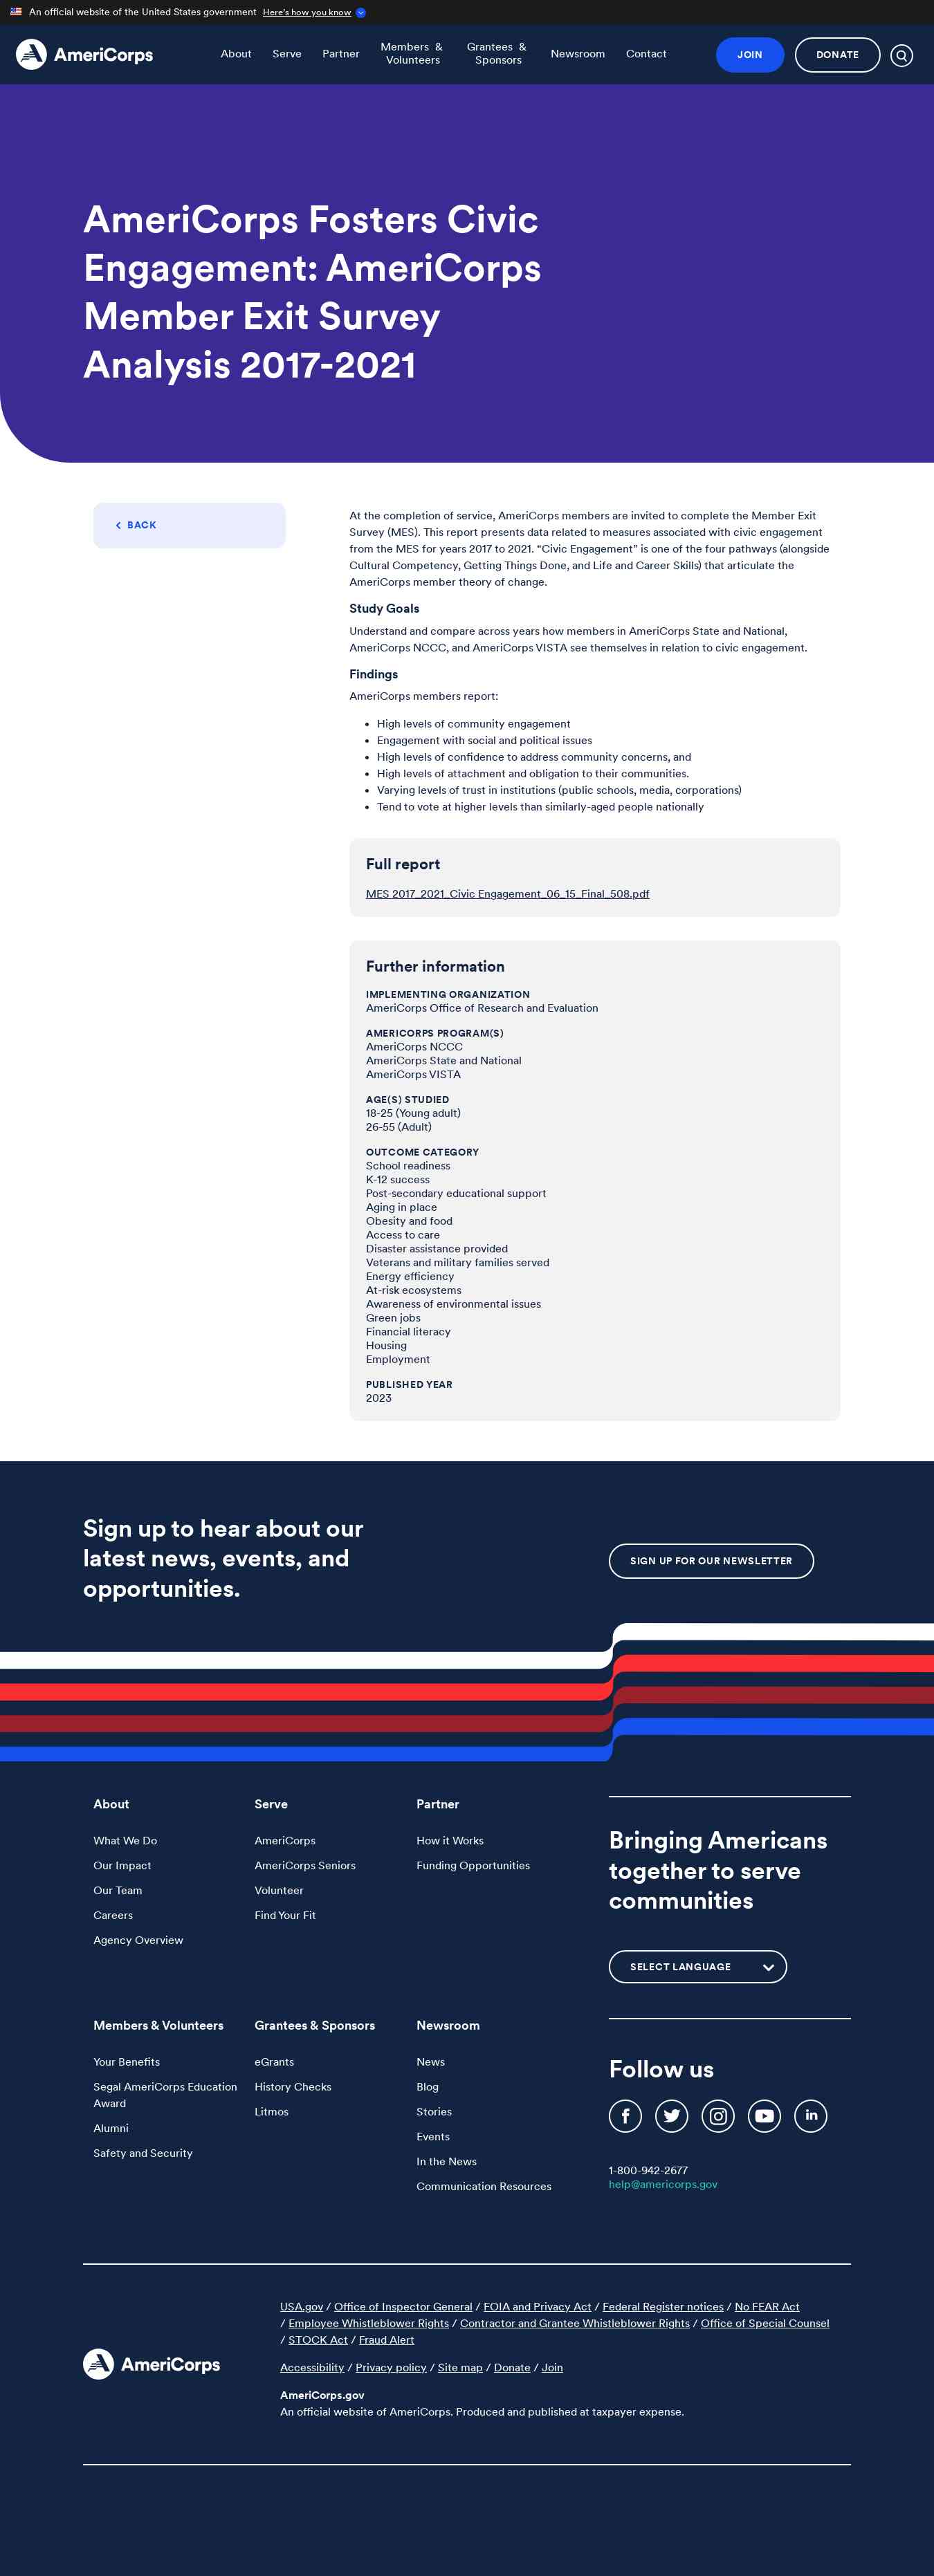 An official website of the United States government Here's how you know
AmeriCorps
About Serve Partner Members & Volunteers Grantees & Sponsors Newsroom Contact JOIN DONATE
AmeriCorps Fosters Civic
Engagement: AmeriCorps
Member Exit Survey
Analysis 2017-2021
BACK
At the completion of service, AmeriCorps members are invited to complete the Member Exit
Survey (MES). This report presents data related to measures associated with civic engagement
from the MES for years 2017 to 2021. “Civic Engagement” is one of the four pathways (alongside
Cultural Competency, Getting Things Done, and Life and Career Skills) that articulate the
AmeriCorps member theory of change.
Study Goals
Understand and compare across years how members in AmeriCorps State and National,
AmeriCorps NCCC, and AmeriCorps VISTA see themselves in relation to civic engagement.
Findings
AmeriCorps members report:
• High levels of community engagement
• Engagement with social and political issues
• High levels of confidence to address community concerns, and
• High levels of attachment and obligation to their communities.
• Varying levels of trust in institutions (public schools, media, corporations)
• Tend to vote at higher levels than similarly-aged people nationally
Full report
MES 2017_2021_Civic Engagement_06_15_Final_508.pdf
Further information
IMPLEMENTING ORGANIZATION
AmeriCorps Office of Research and Evaluation
AMERICORPS PROGRAM(S)
AmeriCorps NCCC
AmeriCorps State and National
AmeriCorps VISTA
AGE(S) STUDIED
18-25 (Young adult)
26-55 (Adult)
OUTCOME CATEGORY
School readiness
K-12 success
Post-secondary educational support
Aging in place
Obesity and food
Access to care
Disaster assistance provided
Veterans and military families served
Energy efficiency
At-risk ecosystems
Awareness of environmental issues
Green jobs
Financial literacy
Housing
Employment
PUBLISHED YEAR
2023
Sign up to hear about our
latest news, events, and
opportunities.
SIGN UP FOR OUR NEWSLETTER
About
What We Do
Our Impact
Our Team
Careers
Agency Overview
Serve
AmeriCorps
AmeriCorps Seniors
Volunteer
Find Your Fit
Partner
How it Works
Funding Opportunities
Bringing Americans
together to serve
communities
SELECT LANGUAGE
Members & Volunteers
Your Benefits
Segal AmeriCorps Education
Award
Alumni
Safety and Security
Grantees & Sponsors
eGrants
History Checks
Litmos
Newsroom
News
Blog
Stories
Events
In the News
Communication Resources
Follow us
1-800-942-2677
help@americorps.gov
AmeriCorps
USA.gov / Office of Inspector General / FOIA and Privacy Act / Federal Register notices / No FEAR Act
/ Employee Whistleblower Rights / Contractor and Grantee Whistleblower Rights / Office of Special Counsel
/ STOCK Act / Fraud Alert
Accessibility / Privacy policy / Site map / Donate / Join
AmeriCorps.gov
An official website of AmeriCorps. Produced and published at taxpayer expense.